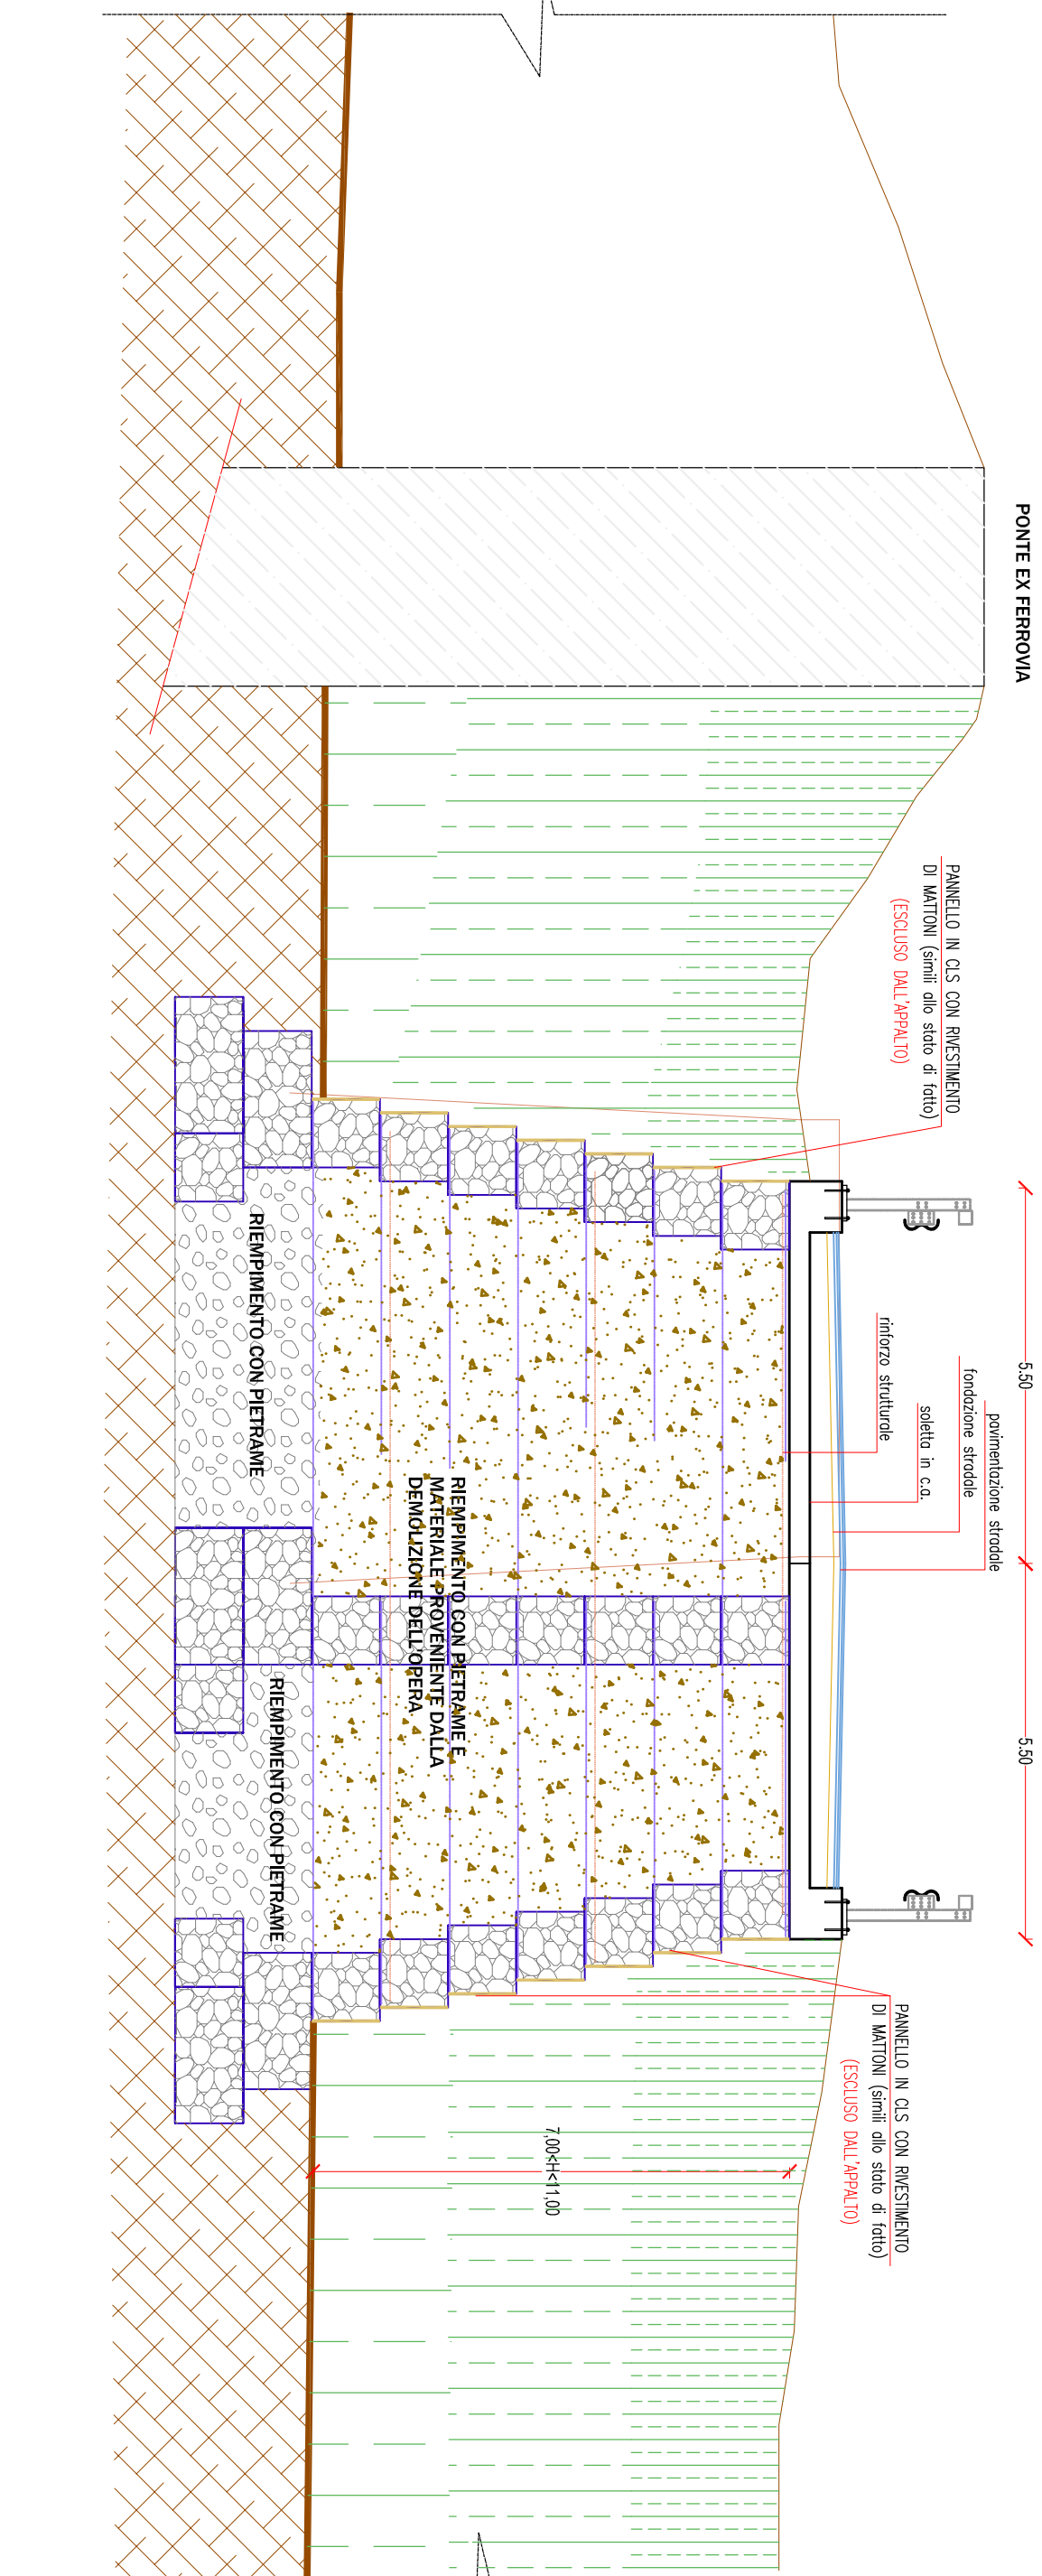 PONTE EX FERROVIA
PANNELLO IN CLS CON RIVESTIMENTO
DI MATTONI (simili allo stato di fatto)
(ESCLUSO DALL'APPALTO)
5.50
5.50
pavimentazione stradale
fondazione stradale
soletta in c.a.
rinforzo strutturale
PANNELLO IN CLS CON RIVESTIMENTO
DI MATTONI (simili allo stato di fatto)
(ESCLUSO DALL'APPALTO)
7,00<H<11,00
RIEMPIMENTO CON PIETRAME E
MATERIALE PROVENIENTE DALLA
DEMOLIZIONE DELL'OPERA
RIEMPIMENTO CON PIETRAME
RIEMPIMENTO CON PIETRAME